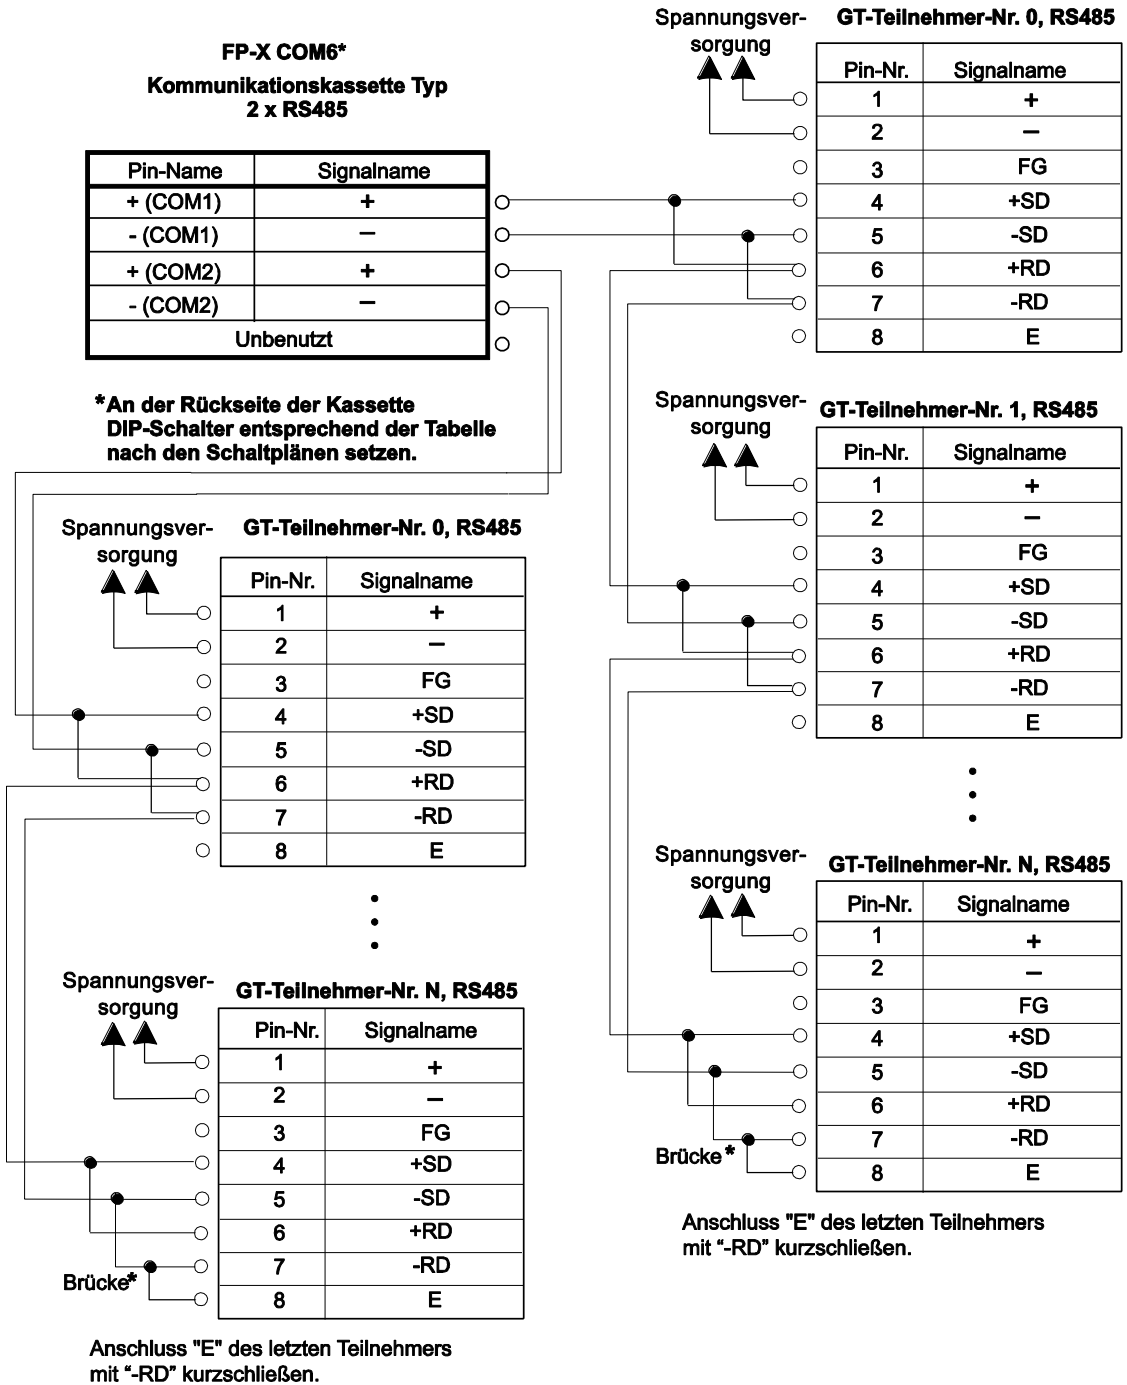 FP-X COM6*
Kommunikationskassette Typ
2 x RS485
Pin-Name Signalname
+ (COM1) +
- (COM1) –
+ (COM2) +
- (COM2) –
Unbenutzt
*An der Rückseite der Kassette
DIP-Schalter entsprechend der Tabelle
nach den Schaltplänen setzen.
Spannungsver-
sorgung
GT-Teilnehmer-Nr. 0, RS485
Pin-Nr. Signalname
1 +
2 –
3 FG
4 +SD
5 -SD
6 +RD
7 -RD
8 E
Spannungsver-
sorgung
GT-Teilnehmer-Nr. N, RS485
Pin-Nr. Signalname
1 +
2 –
3 FG
4 +SD
5 -SD
6 +RD
7 -RD
8 E
Brücke*
Anschluss "E" des letzten Teilnehmers
mit “-RD” kurzschließen.
Spannungsver-
sorgung
GT-Teilnehmer-Nr. 0, RS485
Pin-Nr. Signalname
1 +
2 –
3 FG
4 +SD
5 -SD
6 +RD
7 -RD
8 E
Spannungsver-
sorgung
GT-Teilnehmer-Nr. 1, RS485
Pin-Nr. Signalname
1 +
2 –
3 FG
4 +SD
5 -SD
6 +RD
7 -RD
8 E
Spannungsver-
sorgung
GT-Teilnehmer-Nr. N, RS485
Pin-Nr. Signalname
1 +
2 –
3 FG
4 +SD
5 -SD
6 +RD
7 -RD
8 E
Brücke*
Anschluss "E" des letzten Teilnehmers
mit “-RD” kurzschließen.